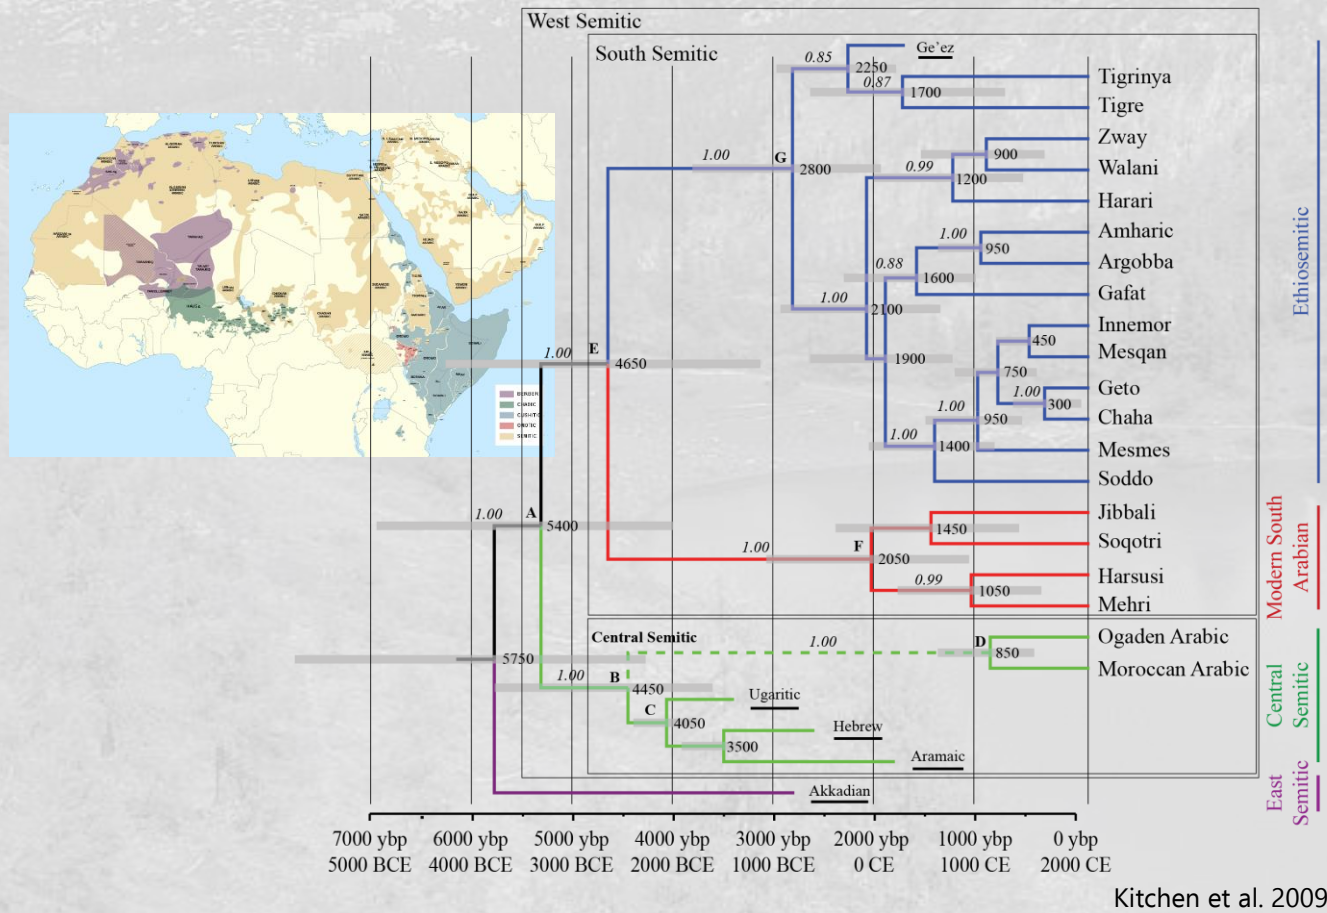 West Semitic
South Semitic
Ge'ez
0.85
2250
0.87
1700
Tigrinya
Tigre
Zway
900
Walani
1.00
G
2800
0.99
1200
Harari
Amharic
1.00
950
Argobba
0.88
1600
Gafat
1.00
2100
Innemor
450
Mesqan
1900
750
Geto
1.00
300
Chaha
1.00
950
1.00
1400
Mesmes
Soddo
1.00
E
4650
Ethiosemitic
BERBER
CHADIC
CUSHITIC
OMOTIC
SEMITIC
1.00
A
5400
Jibbali
1450
Soqotri
1.00
F
2050
Harsusi
0.99
1050
Mehri
Modern South
Arabian
Central Semitic
1.00
D
850
Ogaden Arabic
Moroccan Arabic
5750
1.00
B
4450
C
4050
Ugaritic
Hebrew
3500
Aramaic
Central
Semitic
Akkadian
East
Semitic
7000 ybp 6000 ybp 5000 ybp 4000 ybp 3000 ybp 2000 ybp 1000 ybp 0 ybp
5000 BCE 4000 BCE 3000 BCE 2000 BCE 1000 BCE 0 CE 1000 CE 2000 CE
Kitchen et al. 2009